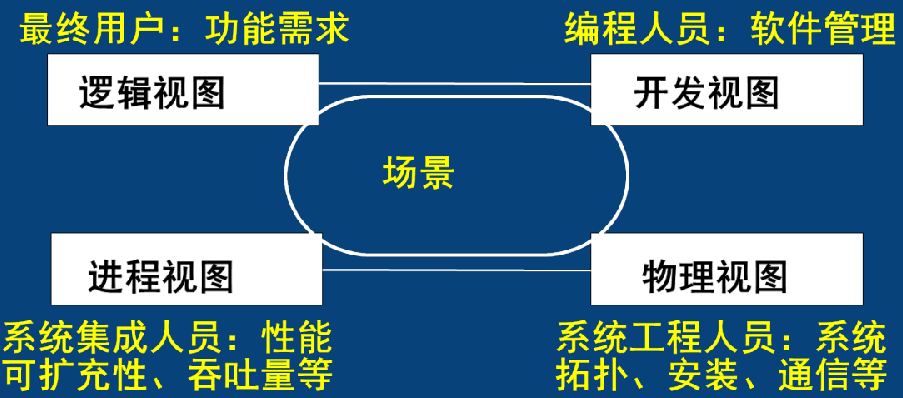 最终用户：功能需求
编程人员：软件管理
逻辑视图
开发视图
场景
进程视图
物理视图
系统集成人员：性能
可扩充性、吞吐量等
系统工程人员：系统
拓扑、安装、通信等